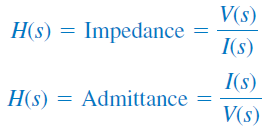 H(s) = Impedance = V(s)/I(s)
H(s) = Admittance = I(s)/V(s)